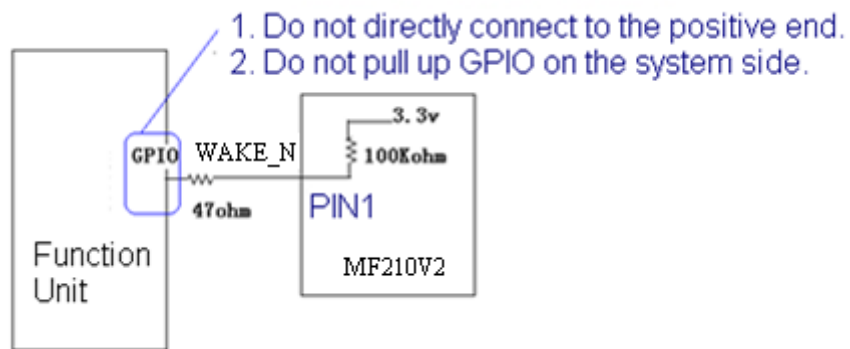 1. Do not directly connect to the positive end.
2. Do not pull up GPIO on the system side.
3.3v
GPIO
WAKE_N
100Kohm
47ohm
PIN1
Function
Unit
MF210V2